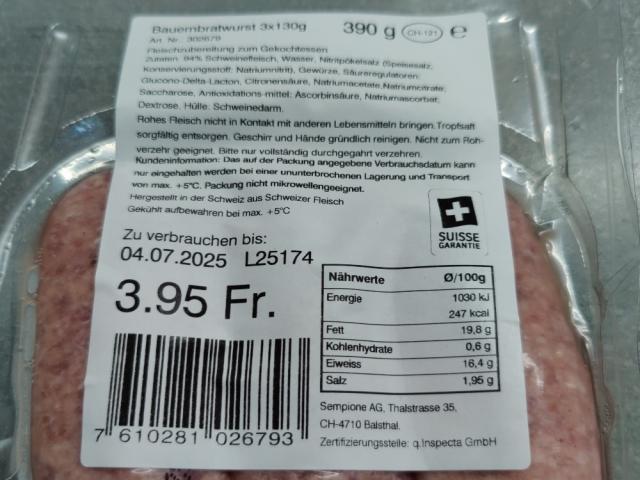 Bauernbratwurst 3x130g 390 g CH-121 e
Art. Nr. 302679
Fleischzubereitung zum Gekochtessen
Zutaten: 94% Schweinefleisch, Wasser, Nitritpökelsalz (Speisesalz,
Konservierungsstoff: Natriumnitrit), Gewürze, Säureregulatoren:
Glucono-Delta-Lacton, Citronensäure, Natriumacetate, Natriumcitrate,
Saccharose, Antioxidations-mittel: Ascorbinsäure, Natriumascorbat,
Dextrose, Hülle: Schweinedarm.
Rohes Fleisch nicht in Kontakt mit anderen Lebensmitteln bringen. Tropfsaft
sorgfältig entsorgen. Geschirr und Hände gründlich reinigen. Nicht zum Roh-
verzehr geeignet. Bitte nur vollständig durchgegahrt verzehren.
Kundeninformation: Das auf der Packung angegebene Verbrauchsdatum kann
nur eingehalten werden bei einer ununterbrochenen Lagerung und Transport
von max. +5°C. Packung nicht mikrowellengeeignet.
Hergestellt in der Schweiz aus Schweizer Fleisch
Gekühlt aufbewahren bei max. +5°C
SUISSE
GARANTIE
Zu verbrauchen bis:
04.07.2025 L25174
3.95 Fr.
Nährwerte Ø/100g
Energie 1030 kJ
247 kcal
Fett 19,8 g
Kohlenhydrate 0,6 g
Eiweiss 16,4 g
Salz 1,95 g
7 610281 026793
Sempione AG, Thalstrasse 35,
CH-4710 Balsthal.
Zertifizierungsstelle: q.inspecta GmbH